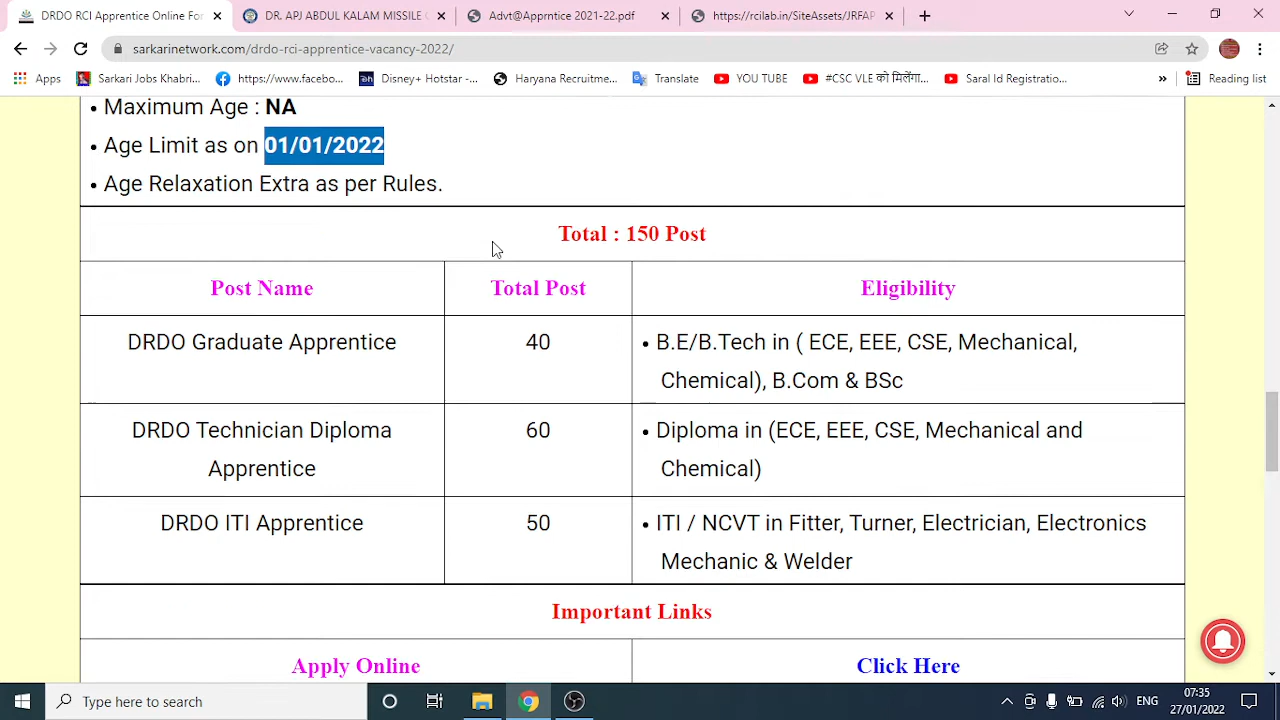 DRDO RCI Apprentice Online For
DR. ABJ ABDUL KALAM MISSILE C
Advt@Apprntice 2021-22.pdf
https://rcilab.in/SiteAssets/JRFAP
sarkarinetwork.com/drdo-rci-apprentice-vacancy-2022/
Apps
Sarkari Jobs Khabri...
https://www.facebo...
Disney+ Hotstar -...
Haryana Recruitme...
Translate
YOU TUBE
#CSC VLE को मिलेंगा...
Saral Id Registratio...
»
Reading list
• Maximum Age : NA
• Age Limit as on 01/01/2022
• Age Relaxation Extra as per Rules.
Total : 150 Post
Post Name
Total Post
Eligibility
DRDO Graduate Apprentice
40
• B.E/B.Tech in ( ECE, EEE, CSE, Mechanical,
Chemical), B.Com & BSc
DRDO Technician Diploma
Apprentice
60
• Diploma in (ECE, EEE, CSE, Mechanical and
Chemical)
DRDO ITI Apprentice
50
• ITI / NCVT in Fitter, Turner, Electrician, Electronics
Mechanic & Welder
Important Links
Apply Online
Click Here
Type here to search
ENG
07:35
27/01/2022